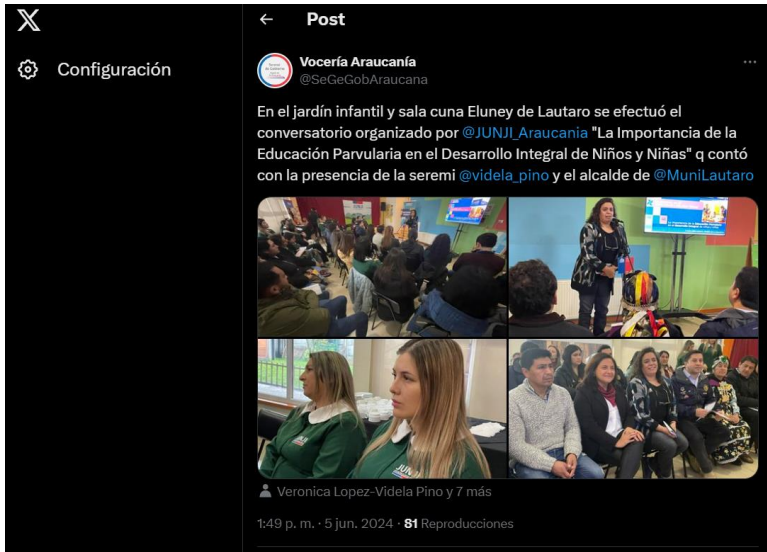 Post
Configuración
Vocería Araucanía
@SeGeGobAraucana
En el jardín infantil y sala cuna Eluney de Lautaro se efectuó el
conversatorio organizado por @JUNJI_Araucania "La Importancia de la
Educación Parvularia en el Desarrollo Integral de Niños y Niñas" q contó
con la presencia de la seremi @videla_pino y el alcalde de @MuniLautaro
JUNJI
Veronica Lopez-Videla Pino y 7 más
1:49 p. m. · 5 jun. 2024 · 81 Reproducciones